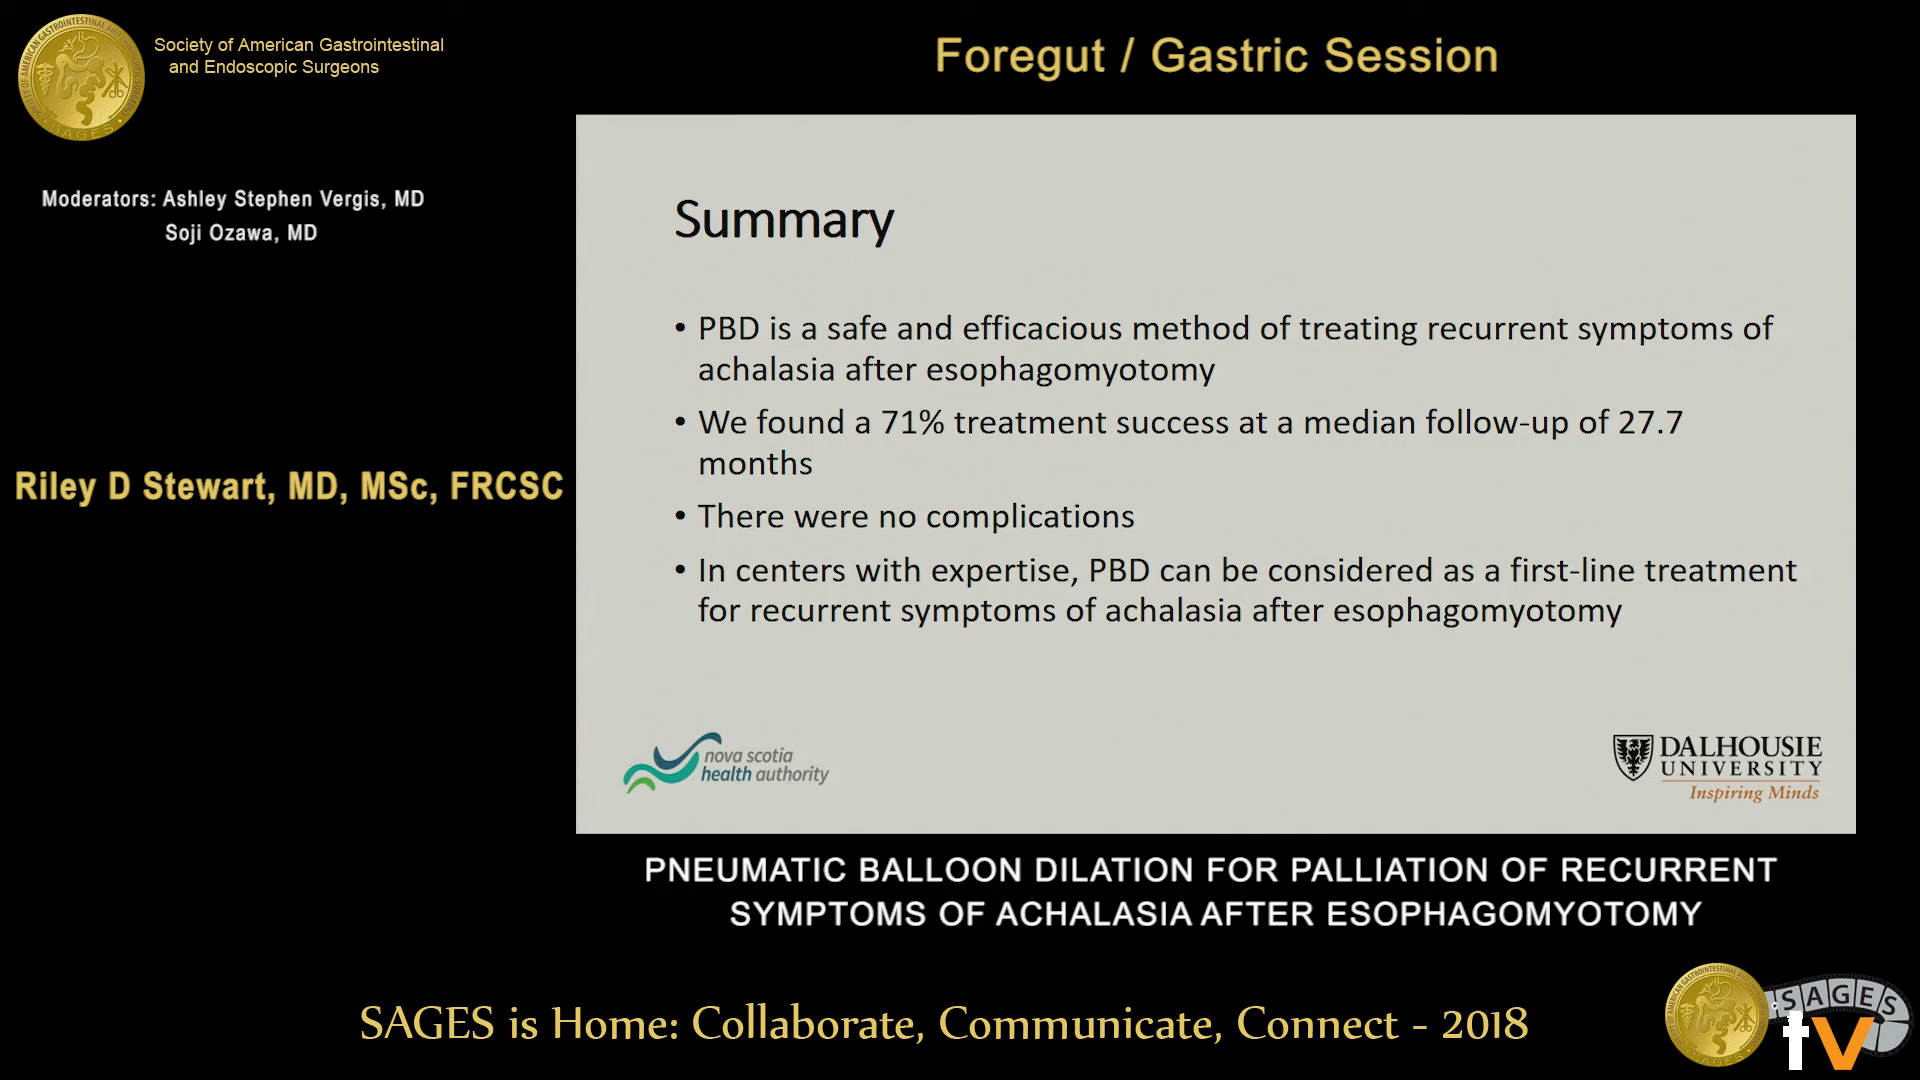 Society of American Gastrointestinal
and Endoscopic Surgeons
Foregut / Gastric Session
Moderators: Ashley Stephen Vergis, MD
Soji Ozawa, MD
Riley D Stewart, MD, MSc, FRCSC
Summary
• PBD is a safe and efficacious method of treating recurrent symptoms of
achalasia after esophagomyotomy
• We found a 71% treatment success at a median follow-up of 27.7
months
• There were no complications
• In centers with expertise, PBD can be considered as a first-line treatment
for recurrent symptoms of achalasia after esophagomyotomy
nova scotia
health authority
DALHOUSIE
UNIVERSITY
Inspiring Minds
PNEUMATIC BALLOON DILATION FOR PALLIATION OF RECURRENT
SYMPTOMS OF ACHALASIA AFTER ESOPHAGOMYOTOMY
SAGES is Home: Collaborate, Communicate, Connect - 2018
SAGES
tv